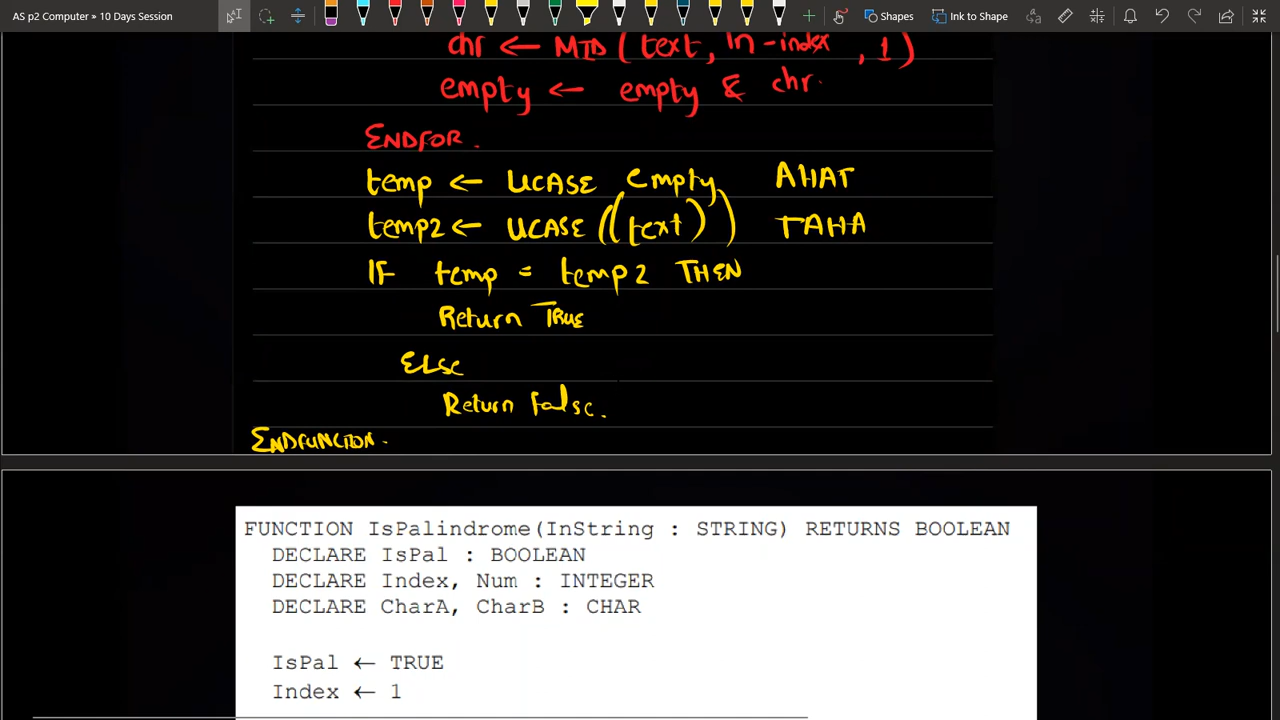 AS p2 Computer » 10 Days Session
Shapes
Ink to Shape
chr ← MID (text, In-index, 1)
empty ← empty & chr.
ENDFOR.
temp ← UCASE empty AHAT
temp2 ← UCASE ((text)) TAHA
IF temp = temp2 THEN
Return TRUE
ELSE
Return False.
ENDFUNCTION.
FUNCTION IsPalindrome(InString : STRING) RETURNS BOOLEAN
DECLARE IsPal : BOOLEAN
DECLARE Index, Num : INTEGER
DECLARE CharA, CharB : CHAR
IsPal ← TRUE
Index ← 1